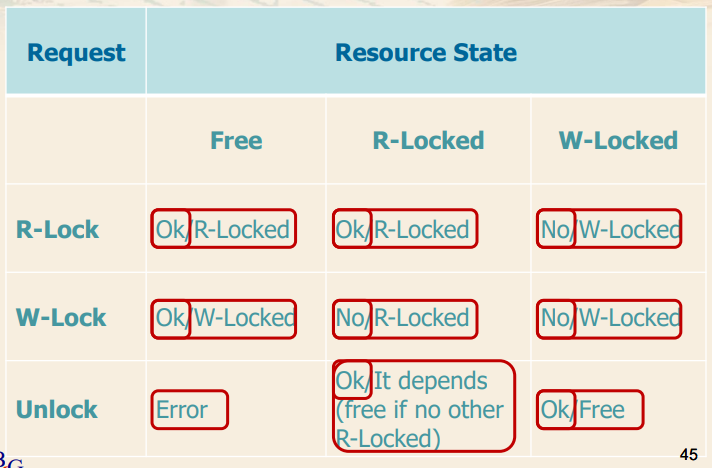 Request Resource State
Free R-Locked W-Locked
R-Lock Ok/R-Locked Ok/R-Locked No/W-Locked
W-Lock Ok/W-Locked No/R-Locked No/W-Locked
Ok/It depends
Unlock Error (free if no other Ok/Free
R-Locked)
45